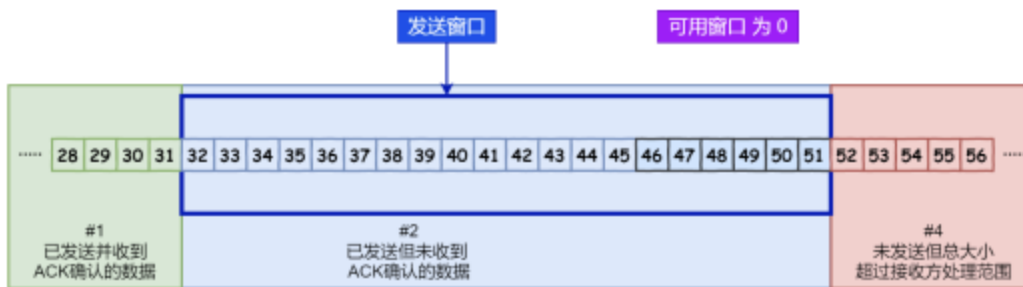 发送窗口
可用窗口 为 0
..... 28 29 30 31 32 33 34 35 36 37 38 39 40 41 42 43 44 45 46 47 48 49 50 51 52 53 54 55 56 ....
#1
已发送并收到
ACK确认的数据
#2
已发送但未收到
ACK确认的数据
#4
未发送但总大小
超过接收方处理范围